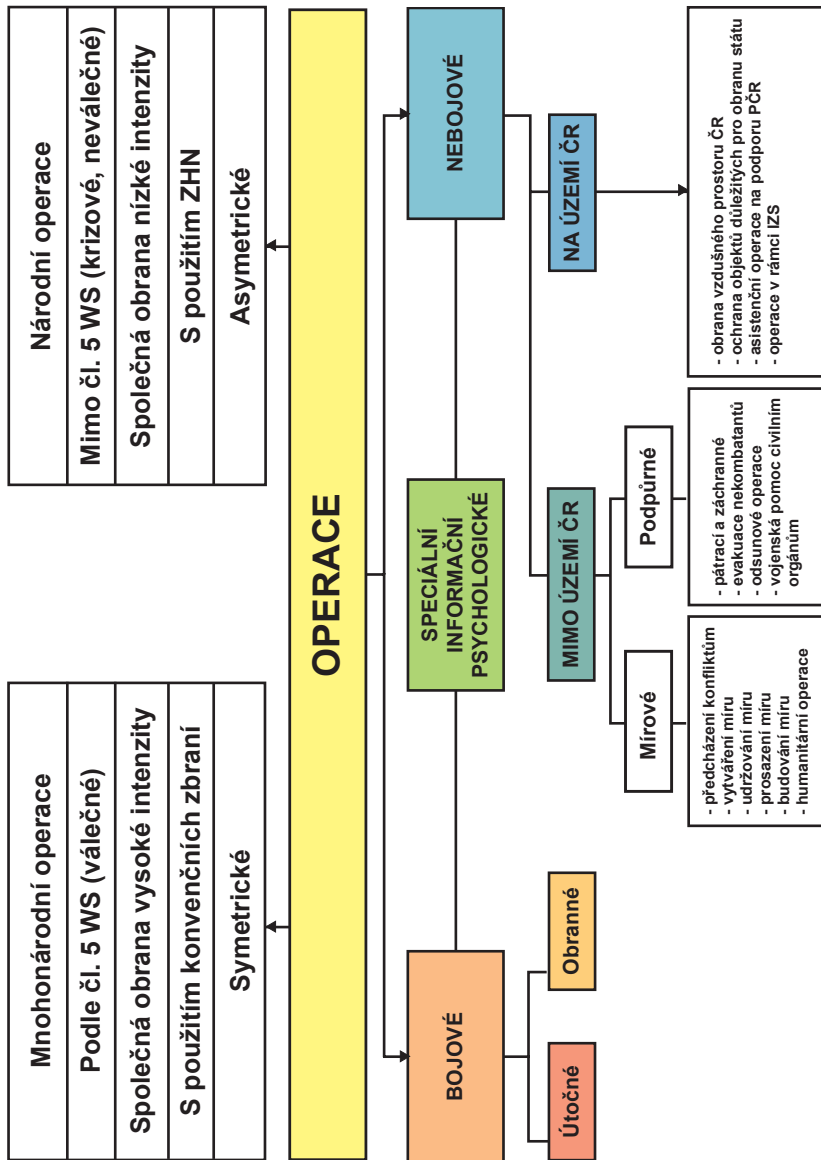 Mnohonárodní operace
Podle čl. 5 WS (válečné)
Společná obrana vysoké intenzity
S použitím konvenčních zbraní
Symetrické
Národní operace
Mimo čl. 5 WS (krizové, neválečné)
Společná obrana nízké intenzity
S použitím ZHN
Asymetrické
OPERACE
BOJOVÉ
SPECIÁLNÍ
INFORMAČNÍ
PSYCHOLOGICKÉ
NEBOJOVÉ
Útočné
Obranné
MIMO ÚZEMÍ ČR
NA ÚZEMÍ ČR
Mírové
Podpůrné
- předcházení konfliktům
- vytváření míru
- udržování míru
- prosazení míru
- budování míru
- humanitární operace
- pátrací a záchranné
- evakuace nekombatantů
- odsunové operace
- vojenská pomoc civilním
orgánům
- obrana vzdušného prostoru ČR
- ochrana objektů důležitých pro obranu státu
- asistenční operace na podporu PČR
- operace v rámci IZS